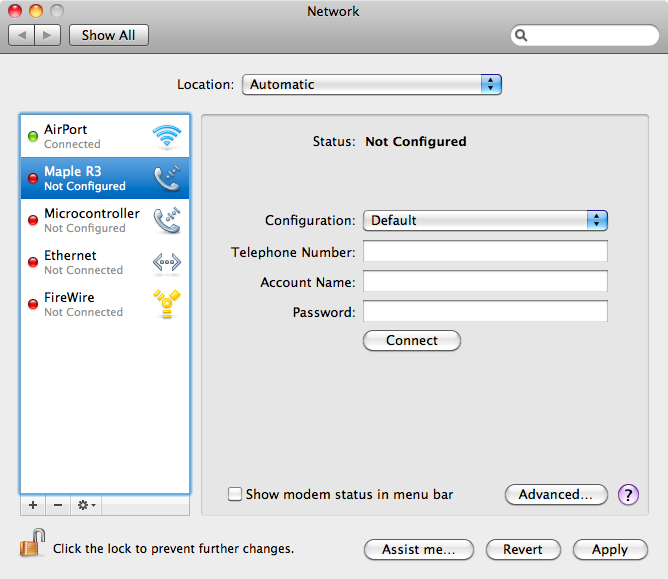 Network
Show All
Location: Automatic
AirPort
Connected
Maple R3
Not Configured
Microcontroller
Not Configured
Ethernet
Not Connected
FireWire
Not Connected
Status: Not Configured
Configuration: Default
Telephone Number:
Account Name:
Password:
Connect
Show modem status in menu bar
Advanced...
?
Click the lock to prevent further changes.
Assist me...
Revert
Apply